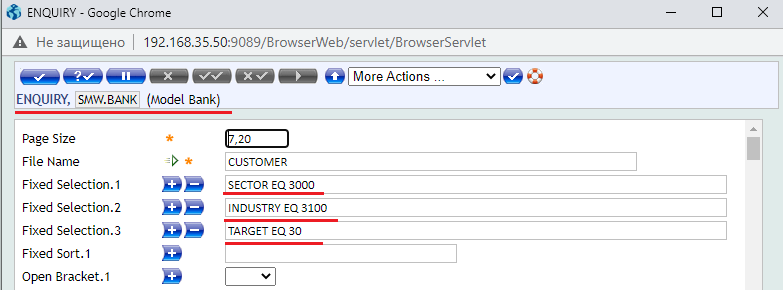 ENQUIRY - Google Chrome
Не защищено 192.168.35.50:9089/BrowserWeb/servlet/BrowserServlet
More Actions ...
ENQUIRY, SMW.BANK (Model Bank)
Page Size * 7,20
File Name * CUSTOMER
Fixed Selection.1 SECTOR EQ 3000
Fixed Selection.2 INDUSTRY EQ 3100
Fixed Selection.3 TARGET EQ 30
Fixed Sort.1
Open Bracket.1